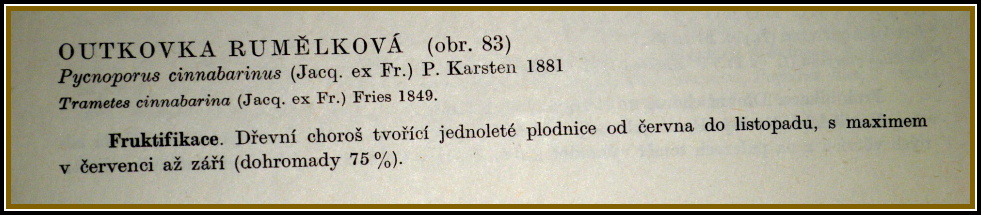 OUTKOVKA RUMĚLKOVÁ (obr. 83)
Pycnoporus cinnabarinus (Jacq. ex Fr.) P. Karsten 1881
Trametes cinnabarina (Jacq. ex Fr.) Fries 1849.
Fruktifikace. Dřevní choroš tvořící jednoleté plodnice od června do listopadu, s maximem
v červenci až září (dohromady 75 %).